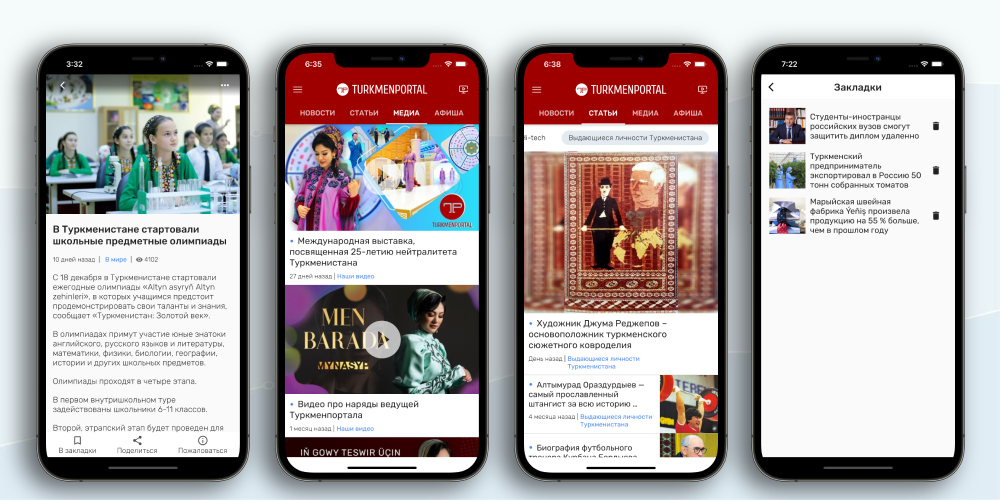 3:32
В Туркменистане стартовали
школьные предметные олимпиады
10 дней назад | В мире | 4102
С 18 декабря в Туркменистане стартовали
ежегодные олимпиады «Altyn asyryň Altyn
zehinleri», в которых учащимся предстоит
продемонстрировать свои таланты и знания,
сообщает «Туркменистан: Золотой век».
В олимпиадах примут участие юные знатоки
английского, русского языков и литературы,
математики, физики, биологии, географии,
истории и других школьных предметов.
Олимпиады проходят в четыре этапа.
В первом внутришкольном туре
задействованы школьники 6-11 классов.
Второй, этрапский этап будет проведен для
В закладки Поделиться Пожаловаться
6:35
TURKMENPORTAL
НОВОСТИ СТАТЬИ МЕДИА АФИША
TP
TURKMENPORTAL
• Международная выставка,
посвященная 25-летию нейтралитета
Туркменистана
27 дней назад | Наши видео
MEN
BARADA
MYNASYP
• Видео про наряды ведущей
Туркменпортала
1 месяц назад | Наши видео
IŇ GOWY TESWIR ÜÇIN
6:38
TURKMENPORTAL
НОВОСТИ СТАТЬИ МЕДИА АФИША
i-tech Выдающиеся личности Туркменистана
• Художник Джума Реджепов –
основоположник туркменского
сюжетного ковроделия
День назад | Выдающиеся личности
Туркменистана
• Алтымурад Ораздурдыев —
самый прославленный
штангист за всю историю ...
4 месяца назад | Выдающиеся личности
Туркменистана
• Биография футбольного
тренера Курбана Бердыева
7:22
Закладки
Студенты-иностранцы
российских вузов смогут
защитить диплом удаленно
Туркменский
предприниматель
экспортировал в Россию 50
тонн собранных томатов
Марыйская швейная
фабрика Ýeňiş произвела
продукцию на 55 % больше,
чем в прошлом году